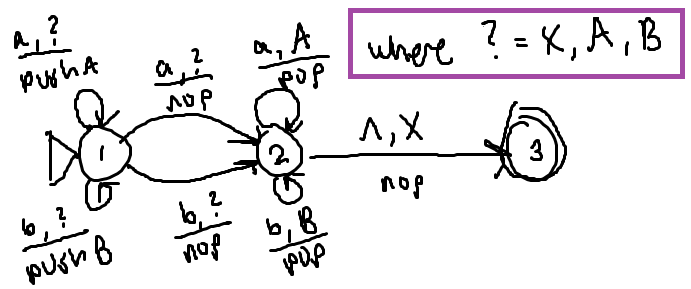 a, ?
push A
a, ?
nop
a, A
pop
where ? = X, A, B
1
2
Λ, X
nop
3
b, ?
push B
b, ?
nop
b, B
pop